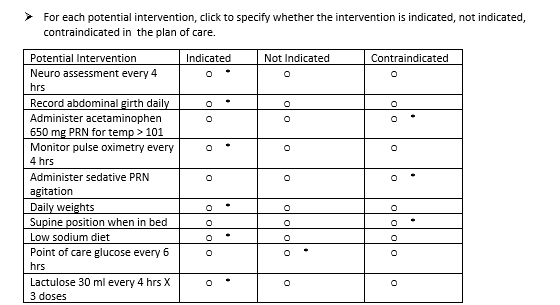 ➤ For each potential intervention, click to specify whether the intervention is indicated, not indicated,
contraindicated in the plan of care.
Potential Intervention Indicated Not Indicated Contraindicated
Neuro assessment every 4 ○ • ○ ○
hrs
Record abdominal girth daily ○ • ○ ○
Administer acetaminophen ○ ○ ○ •
650 mg PRN for temp > 101
Monitor pulse oximetry every ○ • ○ ○
4 hrs
Administer sedative PRN ○ ○ ○ •
agitation
Daily weights ○ • ○ ○
Supine position when in bed ○ ○ ○ •
Low sodium diet ○ • ○ ○
Point of care glucose every 6 ○ ○ • ○
hrs
Lactulose 30 ml every 4 hrs X ○ • ○ ○
3 doses